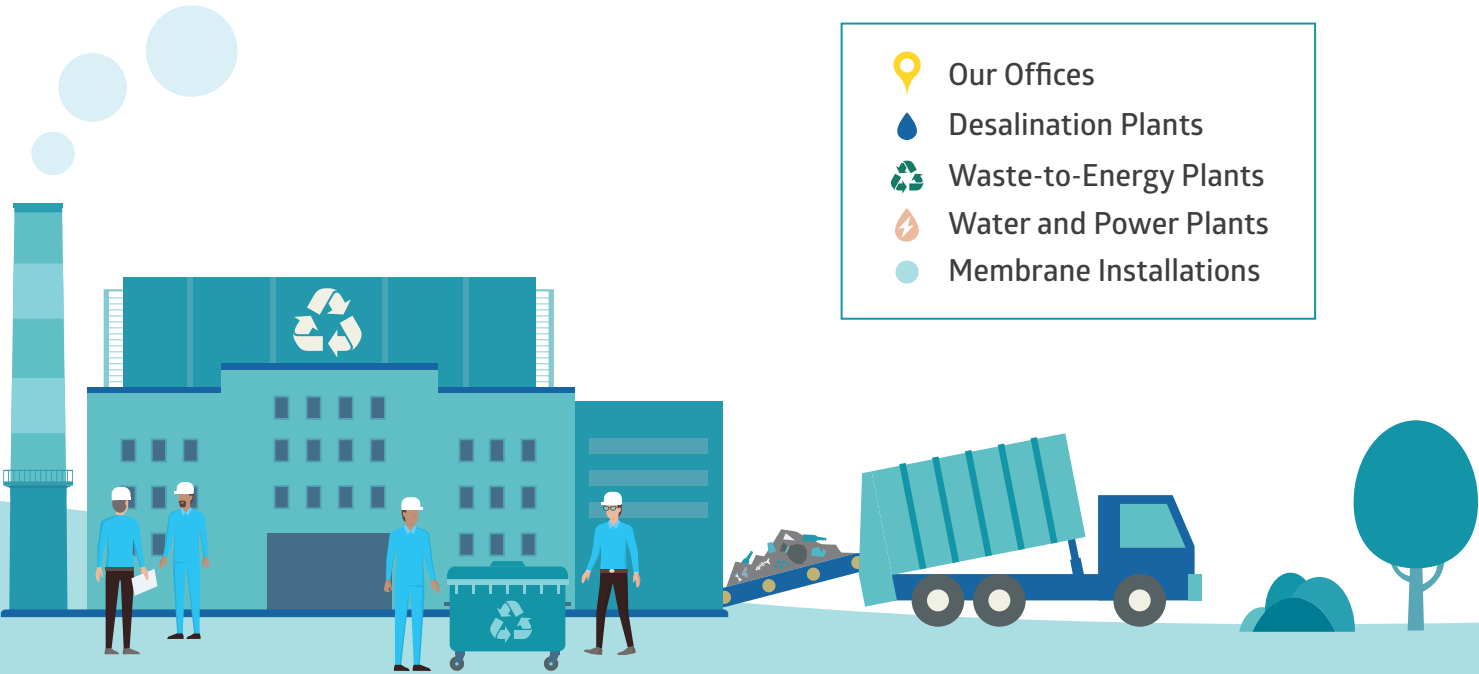 Our Offices
Desalination Plants
Waste-to-Energy Plants
Water and Power Plants
Membrane Installations